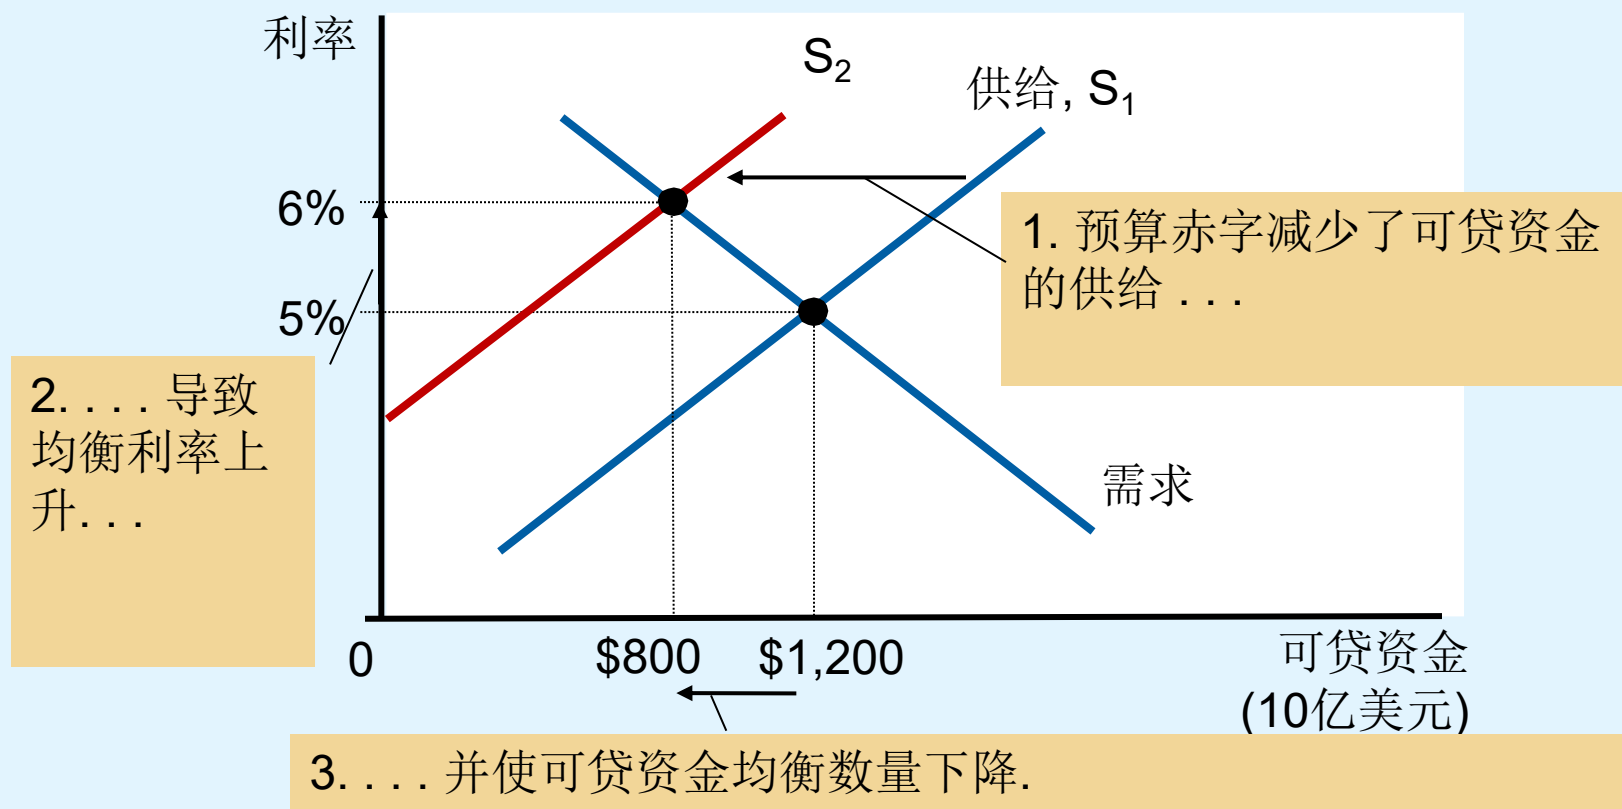 利率
S₂
供给, S₁
6%
1. 预算赤字减少了可贷资金
的供给 . . .
5%
2. . . . 导致
均衡利率上
升. . .
需求
0
$800
$1,200
可贷资金
(10亿美元)
3. . . . 并使可贷资金均衡数量下降.